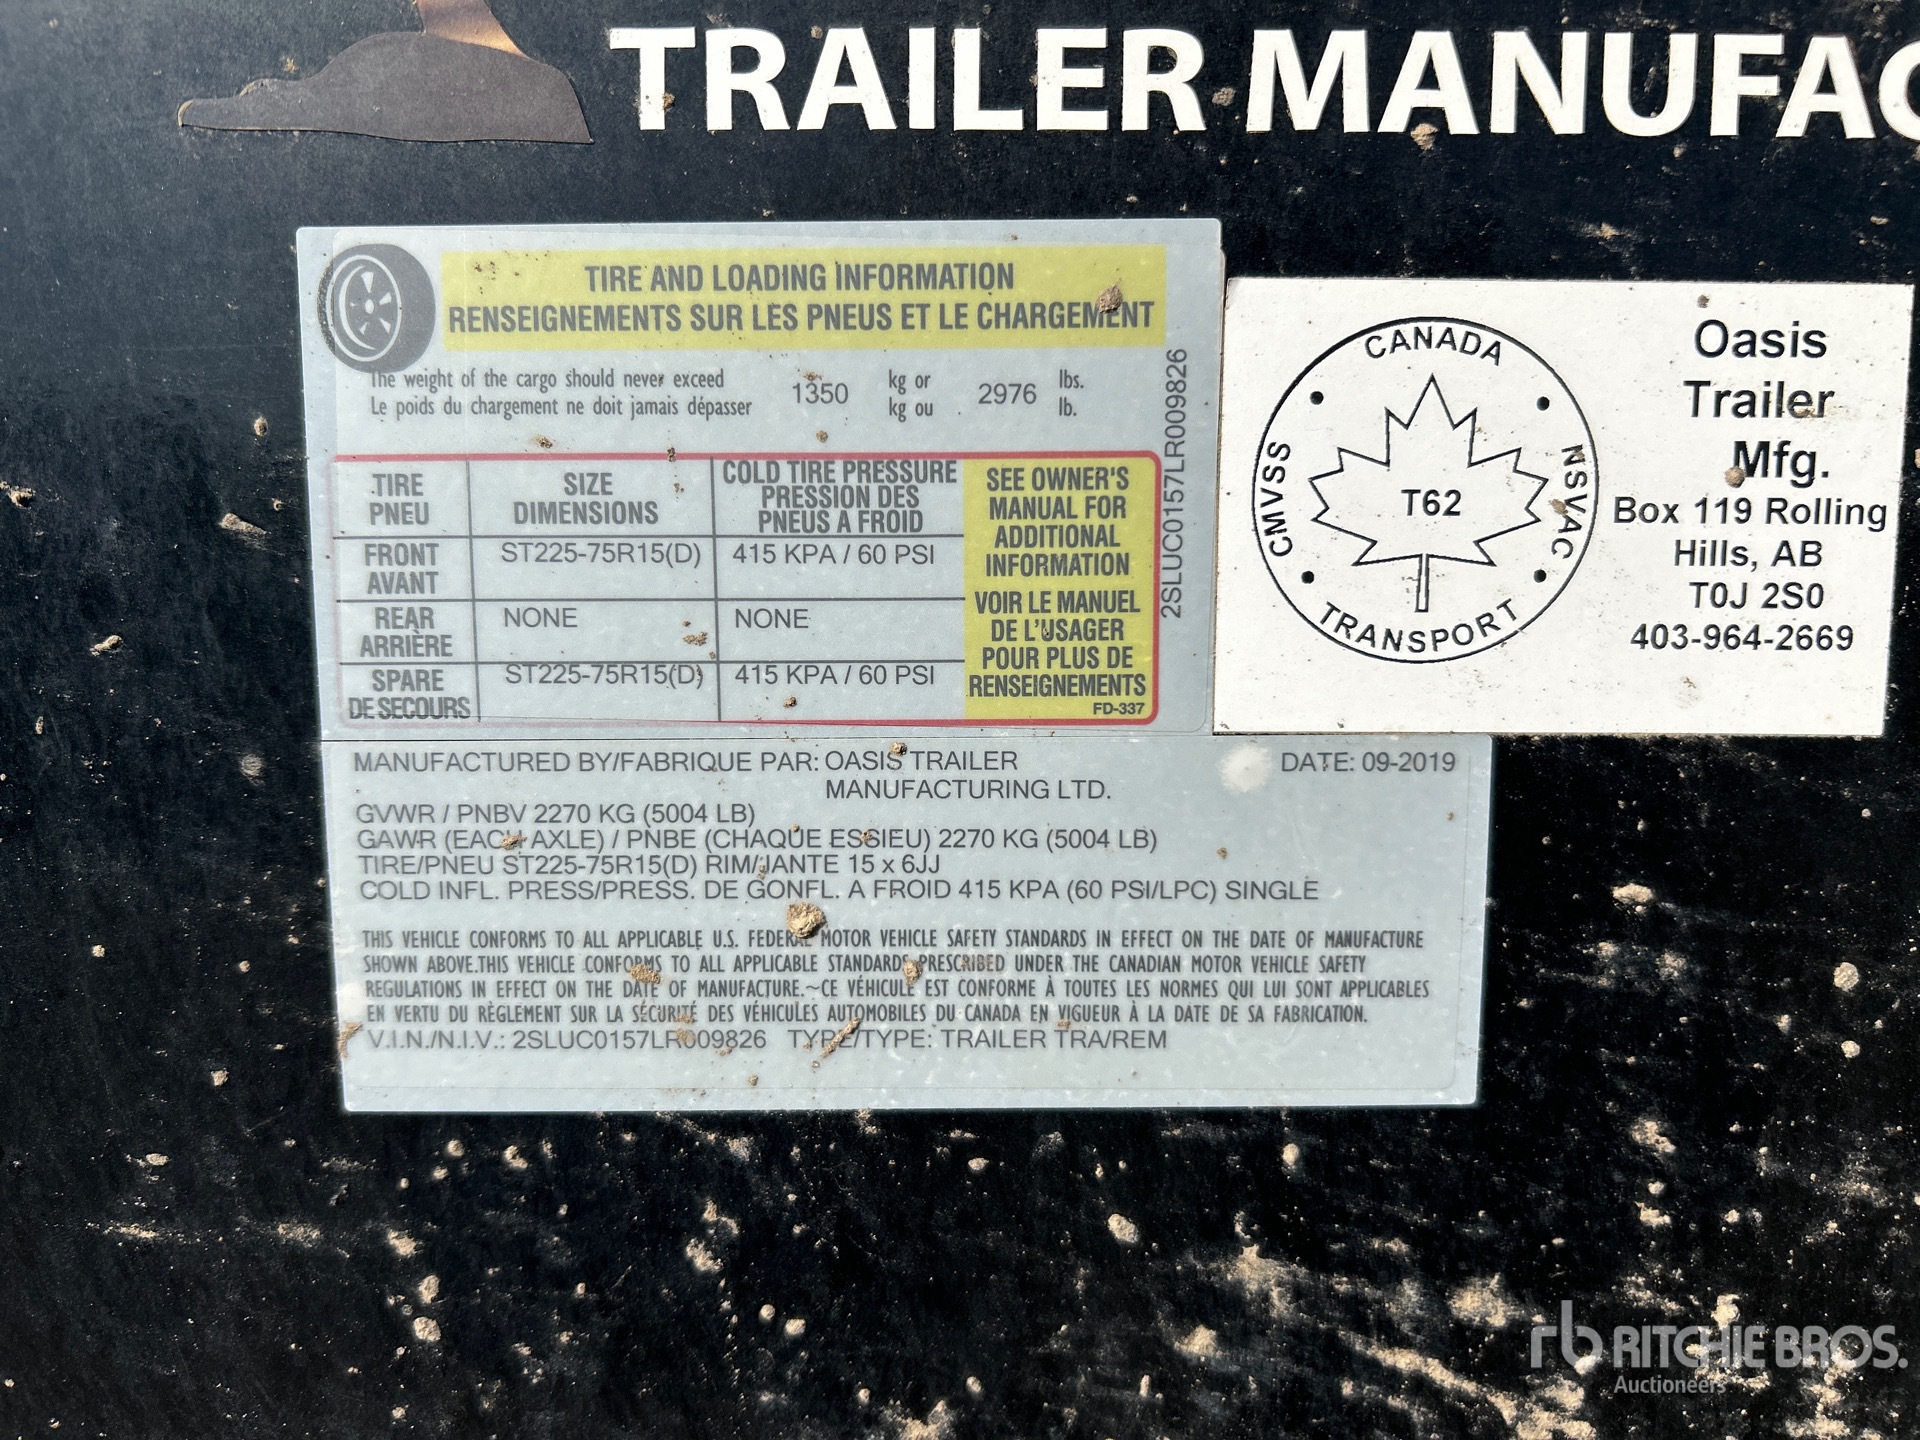 TRAILER MANUFAC
TIRE AND LOADING INFORMATION
RENSEIGNEMENTS SUR LES PNEUS ET LE CHARGEMENT
The weight of the cargo should never exceed 1350 kg or 2976 lbs.
Le poids du chargement ne doit jamais dépasser kg ou lb.
TIRE PNEU
SIZE DIMENSIONS
COLD TIRE PRESSURE
PRESSION DES
PNEUS A FROID
FRONT AVANT ST225-75R15(D) 415 KPA / 60 PSI
REAR ARRIÈRE NONE NONE
SPARE DE SECOURS ST225-75R15(D) 415 KPA / 60 PSI
SEE OWNER'S
MANUAL FOR
ADDITIONAL
INFORMATION
VOIR LE MANUEL
DE L'USAGER
POUR PLUS DE
RENSEIGNEMENTS
FD-337
2SLUC0157LR009826
CANADA
CMVSS
NSVAC
T62
TRANSPORT
Oasis
Trailer
Mfg.
Box 119 Rolling
Hills, AB
T0J 2S0
403-964-2669
MANUFACTURED BY/FABRIQUE PAR: OASIS TRAILER DATE: 09-2019
MANUFACTURING LTD.
GVWR / PNBV 2270 KG (5004 LB)
GAWR (EACH AXLE) / PNBE (CHAQUE ESSIEU) 2270 KG (5004 LB)
TIRE/PNEU ST225-75R15(D) RIM/JANTE 15 x 6JJ
COLD INFL. PRESS/PRESS. DE GONFL. A FROID 415 KPA (60 PSI/LPC) SINGLE
THIS VEHICLE CONFORMS TO ALL APPLICABLE U.S. FEDERAL MOTOR VEHICLE SAFETY STANDARDS IN EFFECT ON THE DATE OF MANUFACTURE
SHOWN ABOVE.THIS VEHICLE CONFORMS TO ALL APPLICABLE STANDARDS PRESCRIBED UNDER THE CANADIAN MOTOR VEHICLE SAFETY
REGULATIONS IN EFFECT ON THE DATE OF MANUFACTURE.~CE VÉHICULE EST CONFORME À TOUTES LES NORMES QUI LUI SONT APPLICABLES
EN VERTU DU RÈGLEMENT SUR LA SÉCURITÉ DES VÉHICULES AUTOMOBILES DU CANADA EN VIGUEUR À LA DATE DE SA FABRICATION.
V.I.N./N.I.V.: 2SLUC0157LR009826 TYPE/TYPE: TRAILER TRA/REM
rb RITCHIE BROS.
Auctioneers